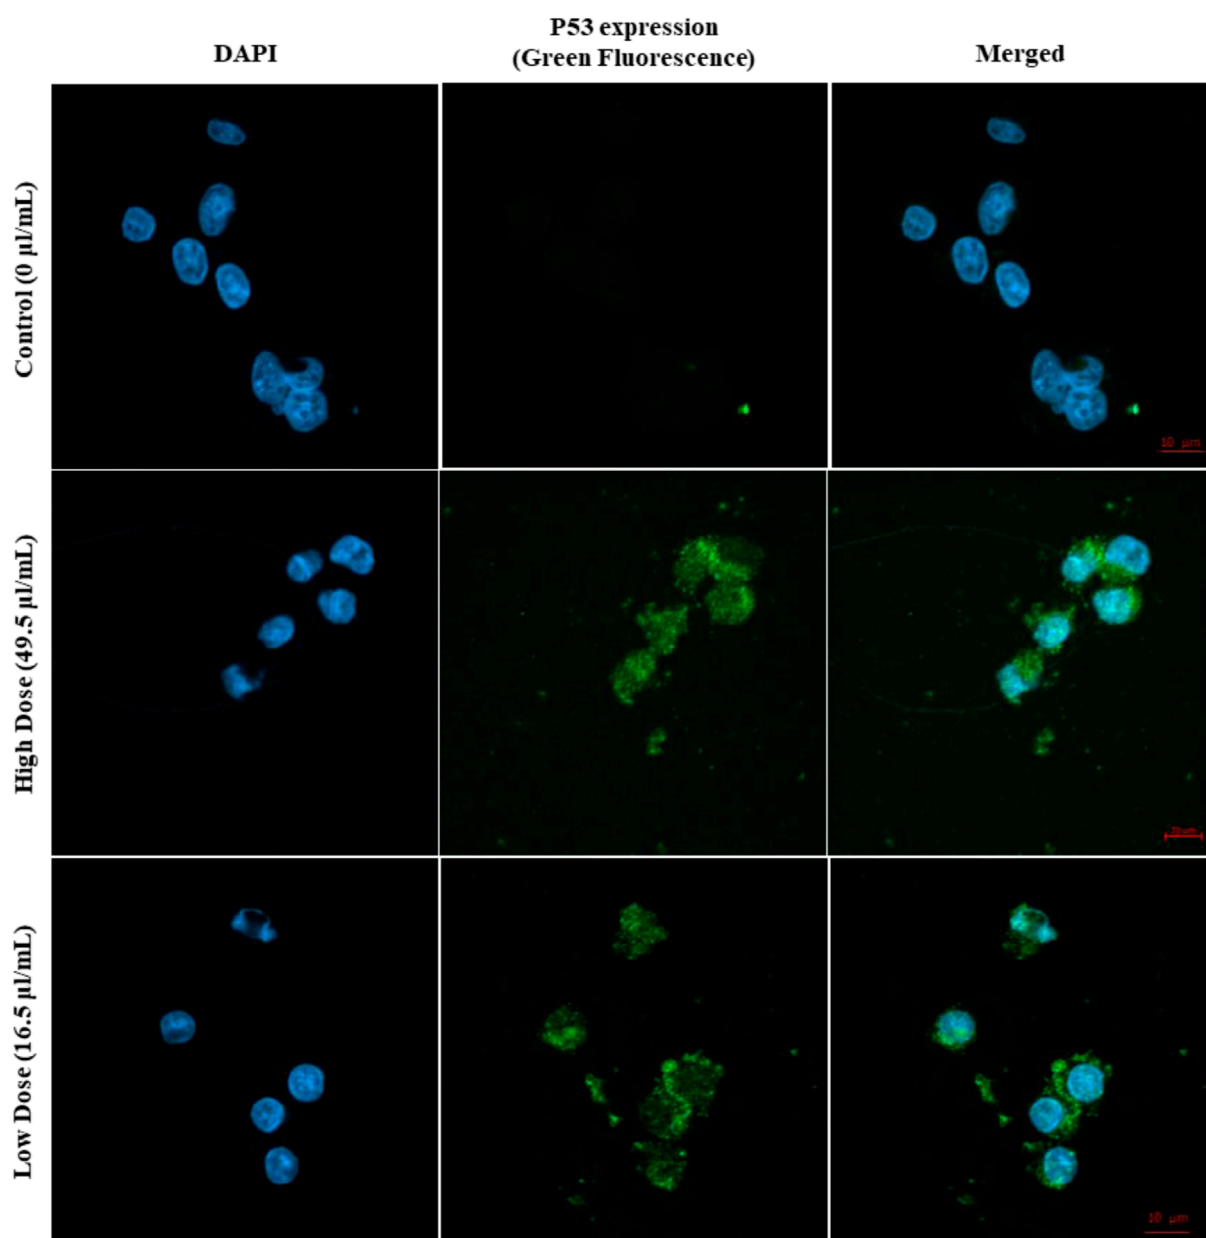 DAPI
P53 expression
(Green Fluorescence)
Merged
Control (0 µl/mL)
10 µm
High Dose (49.5 µl/mL)
Low Dose (16.5 µl/mL)
10 µm